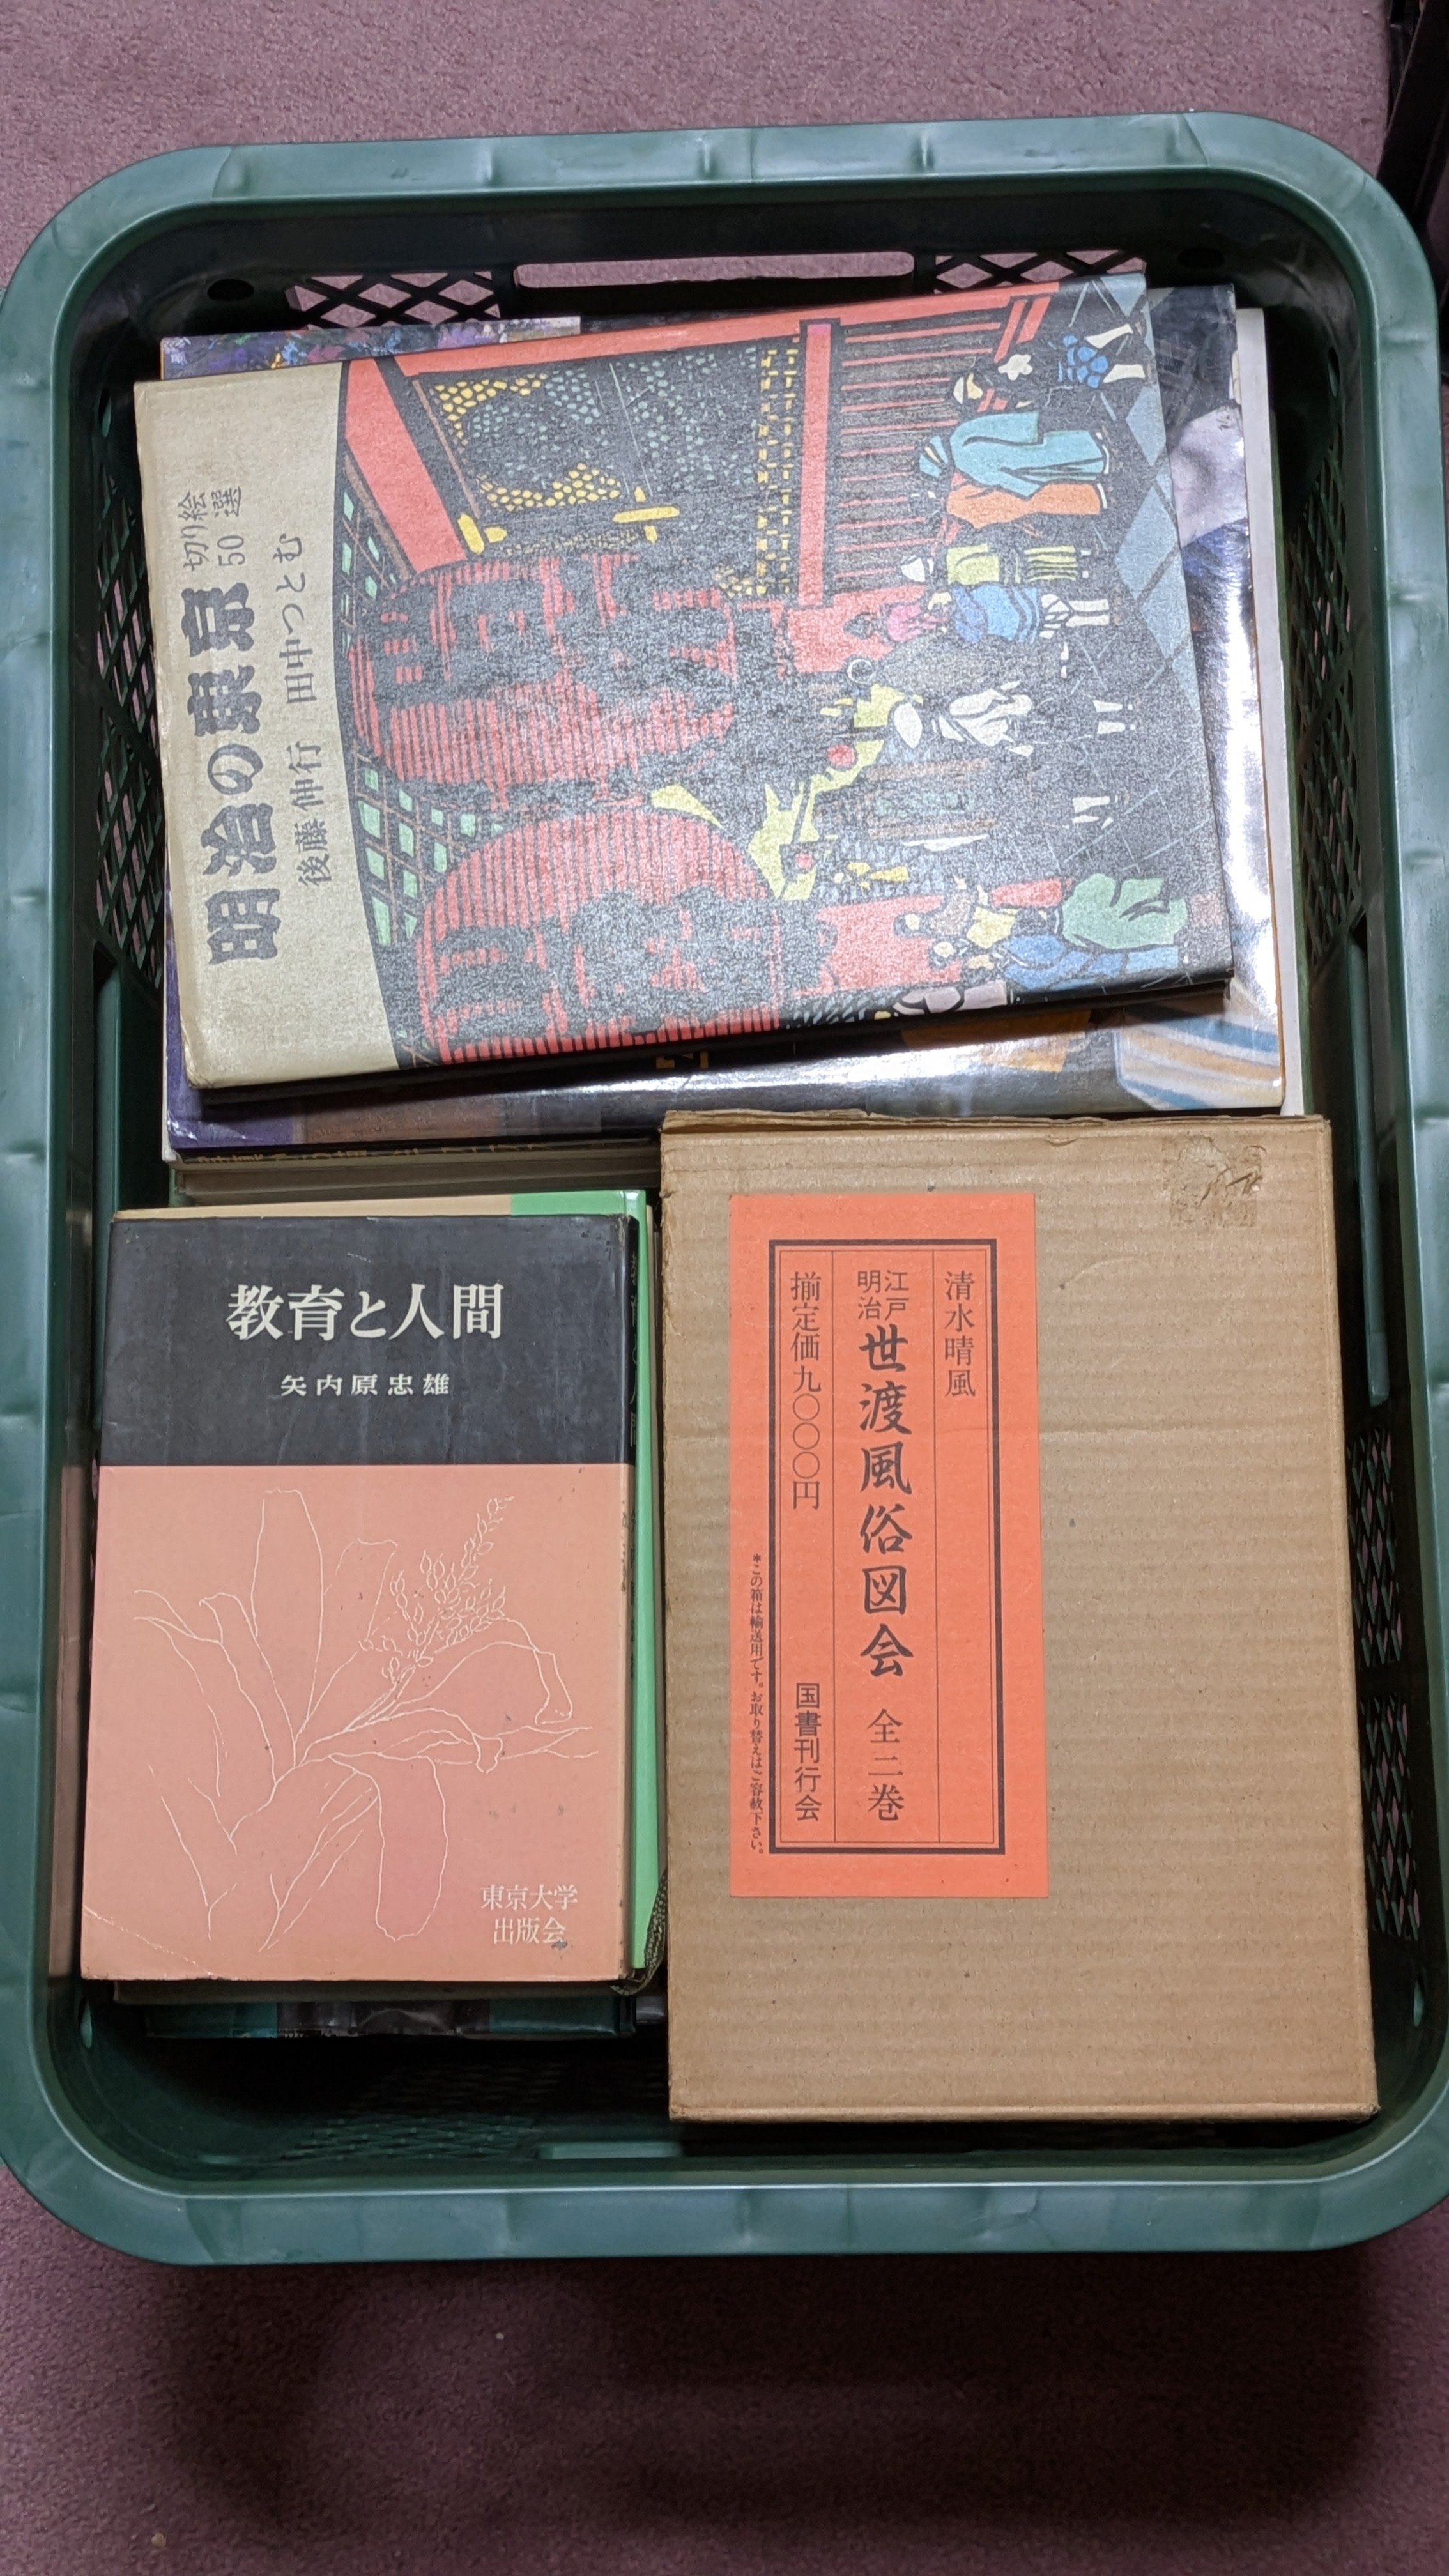 明治の東京
切り絵
50選
後藤伸行 田中つとむ
教育と人間
矢内原忠雄
東京大学
出版会
清水晴風
江戸
明治
世渡風俗図会 全二巻
揃定価九〇〇〇円 国書刊行会
*この箱は輸送用です。お取り替えはご容赦下さい。